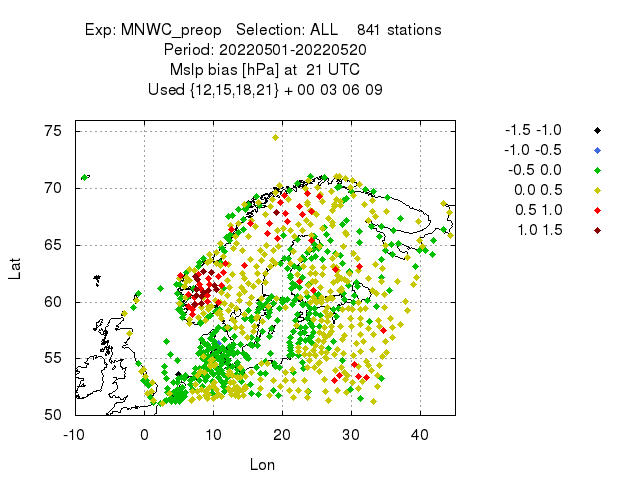 Exp: MNWC_preop   Selection: ALL    841 stations
Period: 20220501-20220520
Mslp bias [hPa] at  21 UTC
Used {12,15,18,21} + 00 03 06 09
-1.5 -1.0
-1.0 -0.5
-0.5 0.0
0.0 0.5
0.5 1.0
1.0 1.5
75
70
65
60
55
50
Lat
-10 0 10 20 30 40
Lon